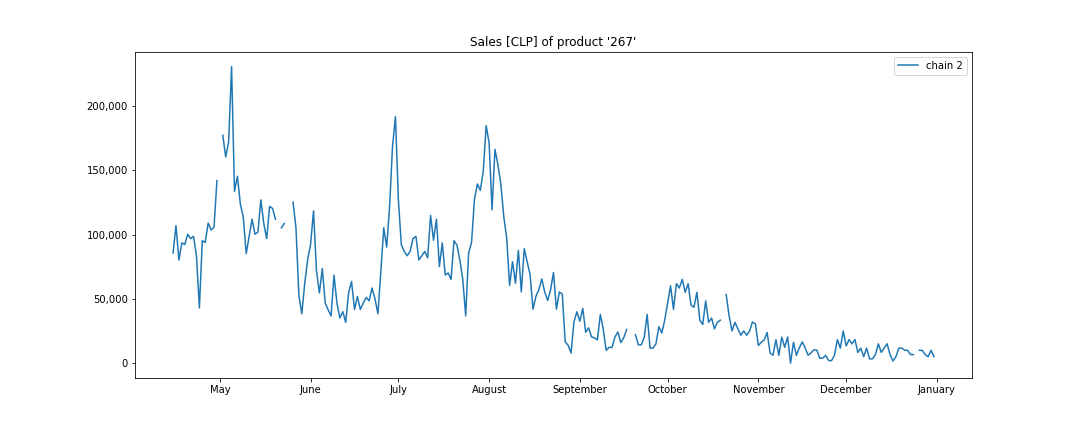 Sales [CLP] of product '267'
chain 2
200,000
150,000
100,000
50,000
0
May June July August September October November December January